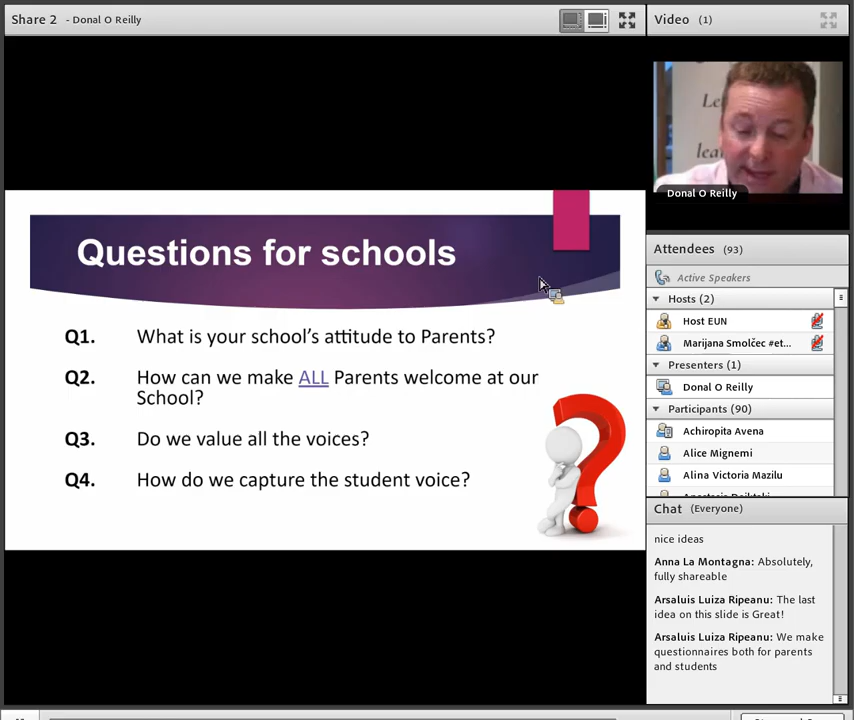 Share 2 - Donal O Reilly
Questions for schools
Q1. What is your school's attitude to Parents?
Q2. How can we make ALL Parents welcome at our
School?
Q3. Do we value all the voices?
Q4. How do we capture the student voice?
Video (1)
Donal O Reilly
Attendees (93)
Active Speakers
Hosts (2)
Host EUN
Marijana Smolčec #et...
Presenters (1)
Donal O Reilly
Participants (90)
Achiropita Avena
Alice Mignemi
Alina Victoria Mazilu
Chat (Everyone)
nice ideas
Anna La Montagna: Absolutely,
fully shareable
Arsaluis Luiza Ripeanu: The last
idea on this slide is Great!
Arsaluis Luiza Ripeanu: We make
questionnaires both for parents
and students